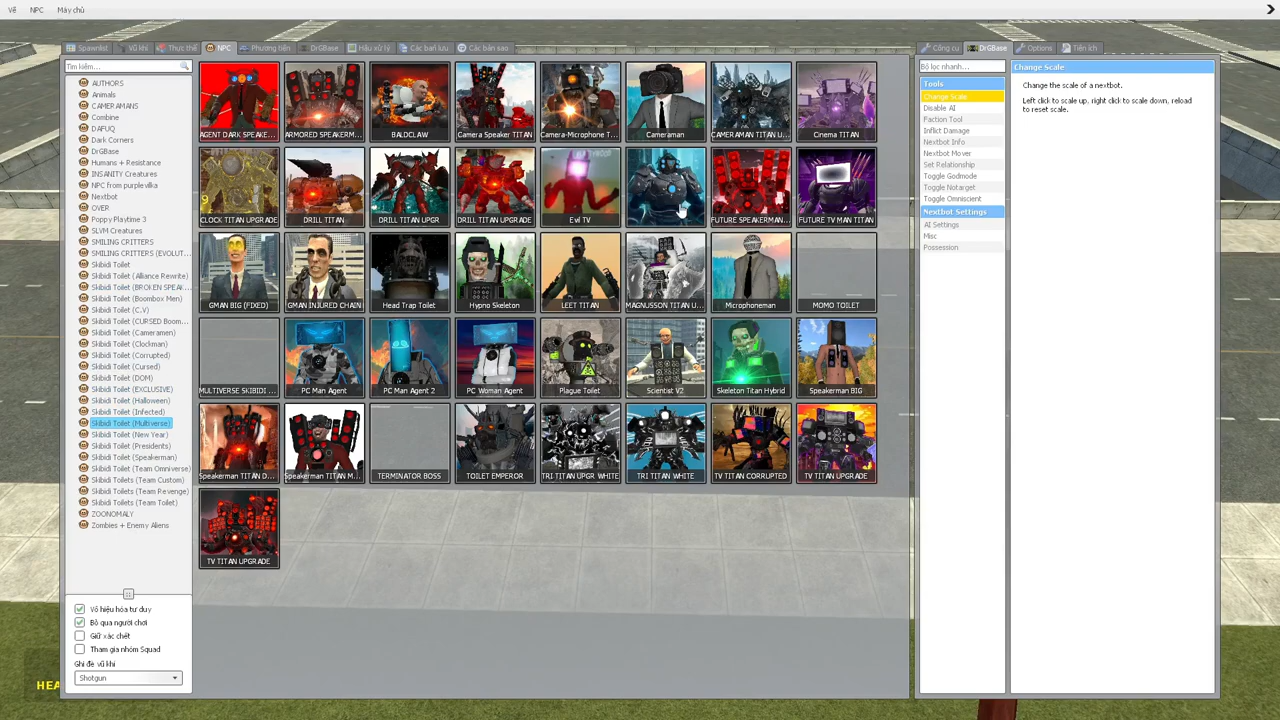 Vẽ NPC Máy chủ
Spawnlist Vũ khí Thực thể NPC Phương tiện DrGBase Hậu xử lý Các bản lưu Các bản sao
Công cụ DrGBase Options Tiện ích
Tìm kiếm...
AUTHORS
Animals
CAMERAMANS
Combine
DAFUQ
Dark Corners
DrGBase
Humans + Resistance
INSANITY Creatures
NPC from purplevilka
Nextbot
OVER
Poppy Playtime 3
SLVM Creatures
SMILING CRITTERS
SMILING CRITTERS (EVOLUT...
Skibidi Toilet
Skibidi Toilet (Alliance Rewrite)
Skibidi Toilet (BROKEN SPEAK...
Skibidi Toilet (Boombox Men)
Skibidi Toilet (C.V)
Skibidi Toilet (CURSED Boom...
Skibidi Toilet (Cameramen)
Skibidi Toilet (Clockman)
Skibidi Toilet (Corrupted)
Skibidi Toilet (Cursed)
Skibidi Toilet (DOM)
Skibidi Toilet (EXCLUSIVE)
Skibidi Toilet (Halloween)
Skibidi Toilet (Infected)
Skibidi Toilet (Multiverse)
Skibidi Toilet (New Year)
Skibidi Toilet (Presidents)
Skibidi Toilet (Speakerman)
Skibidi Toilet (Team Omniverse)
Skibidi Toilets (Team Custom)
Skibidi Toilets (Team Revenge)
Skibidi Toilets (Team Toilet)
ZOONOMALY
Zombies + Enemy Aliens
Vô hiệu hóa tư duy
Bỏ qua người chơi
Giữ xác chết
Tham gia nhóm Squad
Ghi đè vũ khí
Shotgun
AGENT DARK SPEAKE... ARMORED SPEAKERM... BALDCLAW Camera Speaker TITAN Camera-Microphone T... Cameraman CAMERAMAN TITAN U... Cinema TITAN
CLOCK TITAN UPGRADE DRILL TITAN DRILL TITAN UPGR DRILL TITAN UPGRADE Evil TV FUTURE SPEAKERMAN... FUTURE TV MAN TITAN
GMAN BIG (FIXED) GMAN INJURED CHAIN Head Trap Toilet Hypno Skeleton LEET TITAN MAGNUSSON TITAN U... Microphoneman MOMO TOILET
MULTIVERSE SKIBIDI ... PC Man Agent PC Man Agent 2 PC Woman Agent Plague Toilet Scientist V2 Skeleton Titan Hybrid Speakerman BIG
Speakerman TITAN D... Speakerman TITAN M... TERMINATOR BOSS TOILET EMPEROR TRI TITAN UPGR WHITE TRI TITAN WHITE TV TITAN CORRUPTED TV TITAN UPGRADE
TV TITAN UPGRADE
Bộ lọc nhanh...
Tools
Change Scale
Disable AI
Faction Tool
Inflict Damage
Nextbot Info
Nextbot Mover
Set Relationship
Toggle Godmode
Toggle Notarget
Toggle Omniscient
Nextbot Settings
AI Settings
Misc
Possession
Change Scale
Change the scale of a nextbot.
Left click to scale up, right click to scale down, reload
to reset scale.
HEA